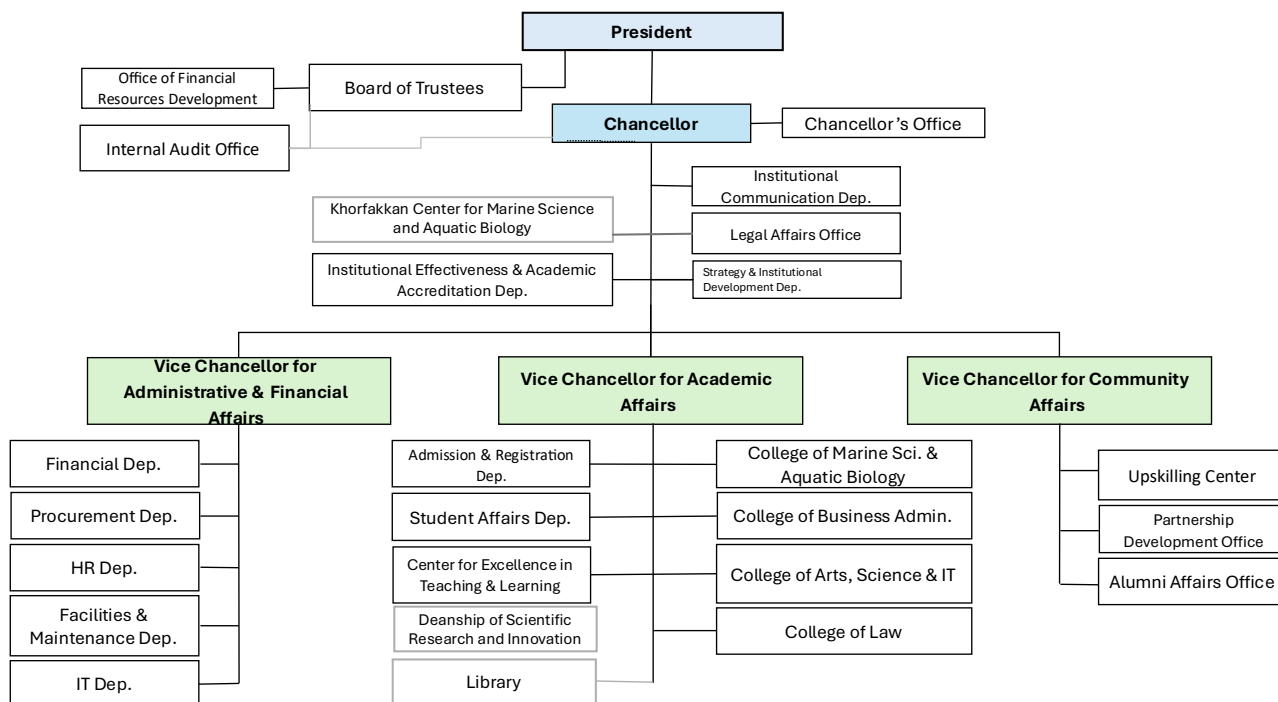 President
Office of Financial
Resources Development
Board of Trustees
Chancellor
Chancellor's Office
Internal Audit Office
Institutional
Communication Dep.
Khorfakkan Center for Marine Science
and Aquatic Biology
Legal Affairs Office
Institutional Effectiveness & Academic
Accreditation Dep.
Strategy & Institutional
Development Dep.
Vice Chancellor for
Administrative & Financial
Affairs
Vice Chancellor for Academic
Affairs
Vice Chancellor for Community
Affairs
Financial Dep.
Procurement Dep.
HR Dep.
Facilities &
Maintenance Dep.
IT Dep.
Admission & Registration
Dep.
Student Affairs Dep.
Center for Excellence in
Teaching & Learning
Deanship of Scientific
Research and Innovation
Library
College of Marine Sci. &
Aquatic Biology
College of Business Admin.
College of Arts, Science & IT
College of Law
Upskilling Center
Partnership
Development Office
Alumni Affairs Office